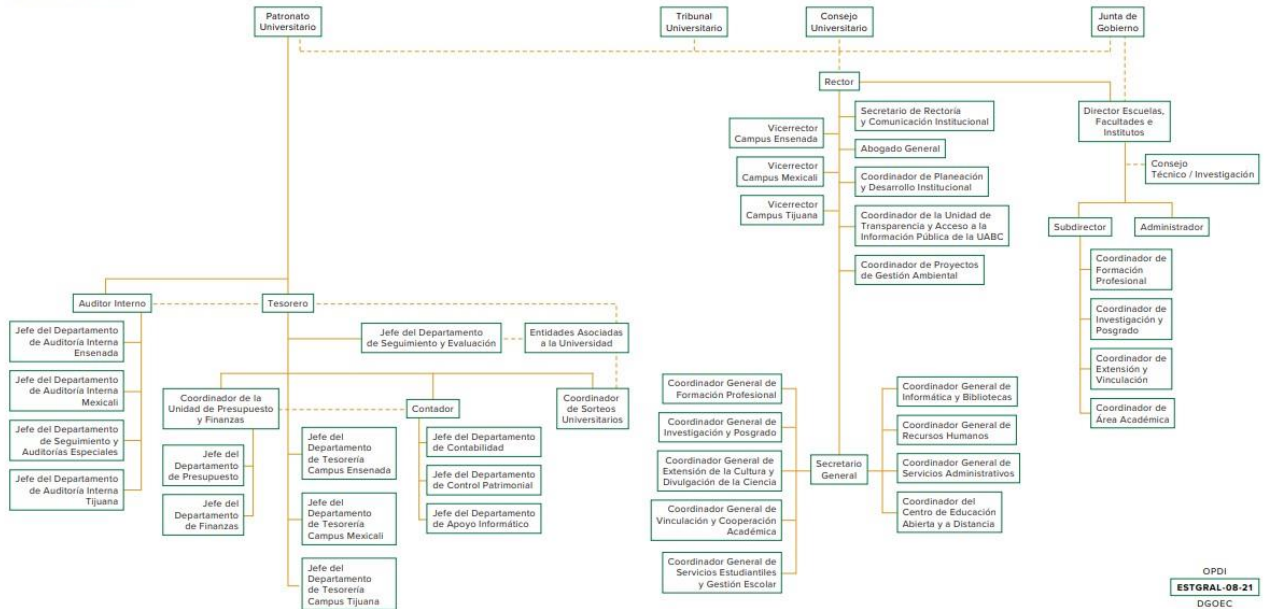 Patronato
Universitario
Tribunal
Universitario
Consejo
Universitario
Junta de
Gobierno
Rector
Secretario de Rectoría
y Comunicación Institucional
Director Escuelas,
Facultades e
Institutos
Vicerrector
Campus Ensenada
Abogado General
Consejo
Técnico / Investigación
Vicerrector
Campus Mexicali
Coordinador de Planeación
y Desarrollo Institucional
Vicerrector
Campus Tijuana
Coordinador de la Unidad de
Transparencia y Acceso a la
Información Pública de la UABC
Subdirector
Administrador
Coordinador de Proyectos
de Gestión Ambiental
Coordinador de
Formación
Profesional
Coordinador de
Investigación y
Posgrado
Coordinador de
Extensión y
Vinculación
Coordinador de
Área Académica
Auditor Interno
Tesorero
Jefe del Departamento
de Auditoría Interna
Ensenada
Jefe del Departamento
de Auditoría Interna
Mexicali
Jefe del Departamento
de Seguimiento y
Auditorías Especiales
Jefe del Departamento
de Auditoría Interna
Tijuana
Jefe del Departamento
de Seguimiento y Evaluación
Entidades Asociadas
a la Universidad
Coordinador de la
Unidad de Presupuesto
y Finanzas
Contador
Coordinador
de Sorteos
Universitarios
Jefe del
Departamento
de Presupuesto
Jefe del
Departamento
de Finanzas
Jefe del
Departamento
de Tesorería
Campus Ensenada
Jefe del
Departamento
de Tesorería
Campus Mexicali
Jefe del
Departamento
de Tesorería
Campus Tijuana
Jefe del Departamento
de Contabilidad
Jefe del Departamento
de Control Patrimonial
Jefe del Departamento
de Apoyo Informático
Coordinador General de
Formación Profesional
Coordinador General de
Investigación y Posgrado
Coordinador General de
Extensión de la Cultura y
Divulgación de la Ciencia
Coordinador General de
Vinculación y Cooperación
Académica
Coordinador General de
Servicios Estudiantiles
y Gestión Escolar
Secretario
General
Coordinador General de
Informática y Bibliotecas
Coordinador General de
Recursos Humanos
Coordinador General de
Servicios Administrativos
Coordinador del
Centro de Educación
Abierta y a Distancia
OPDI
ESTGRAL-08-21
DGOEC